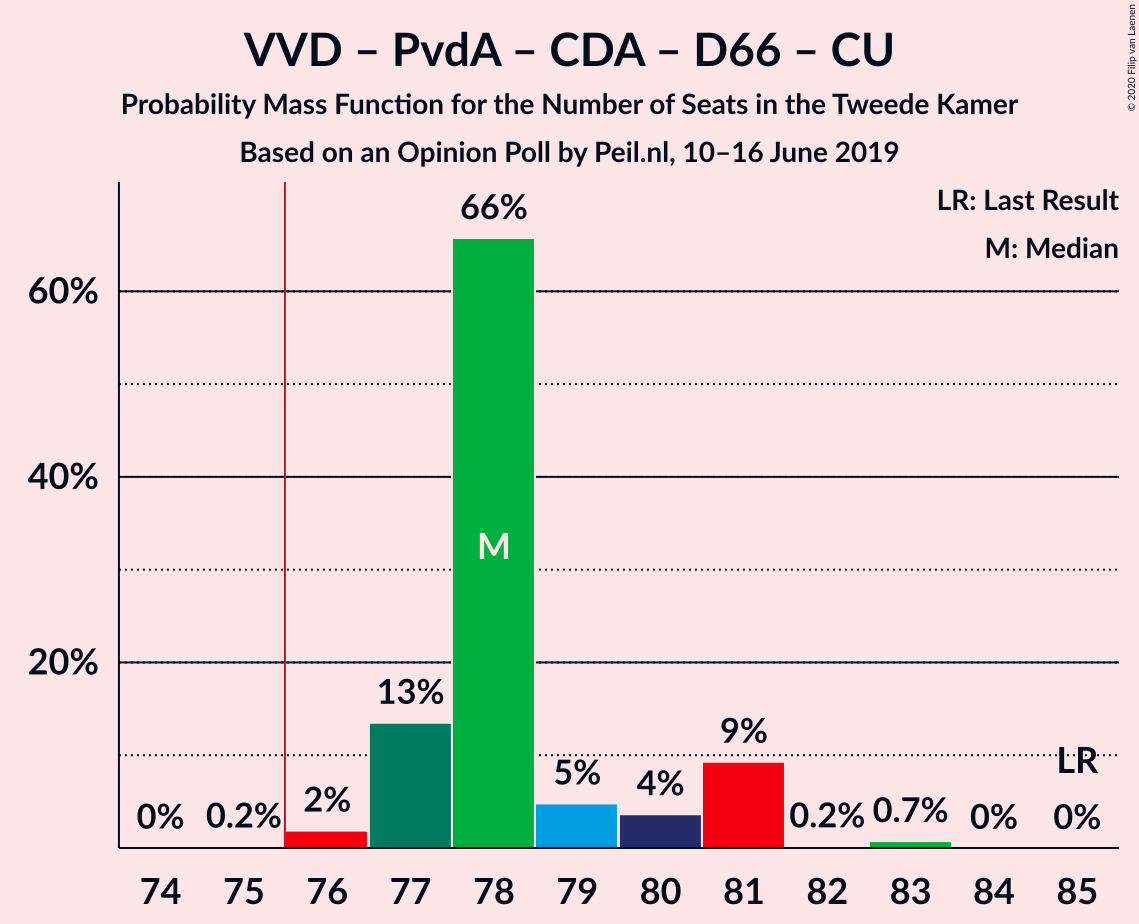 VVD – PvdA – CDA – D66 – CU
Probability Mass Function for the Number of Seats in the Tweede Kamer
Based on an Opinion Poll by Peil.nl, 10–16 June 2019
© 2020 Filip van Laenen
LR: Last Result
M: Median
60%
40%
20%
0%
0.2%
2%
13%
66%
M
5%
4%
9%
0.2%
0.7%
0%
LR
0%
74 75 76 77 78 79 80 81 82 83 84 85